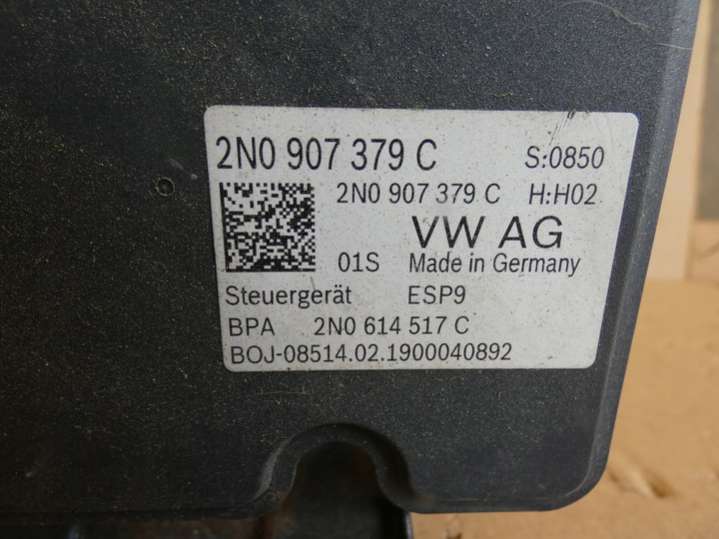 2N0 907 379 C S:0850
2N0 907 379 C H:H02
VW AG
01S Made in Germany
Steuergerät ESP9
BPA 2N0 614 517 C
BOJ-08514.02.1900040892